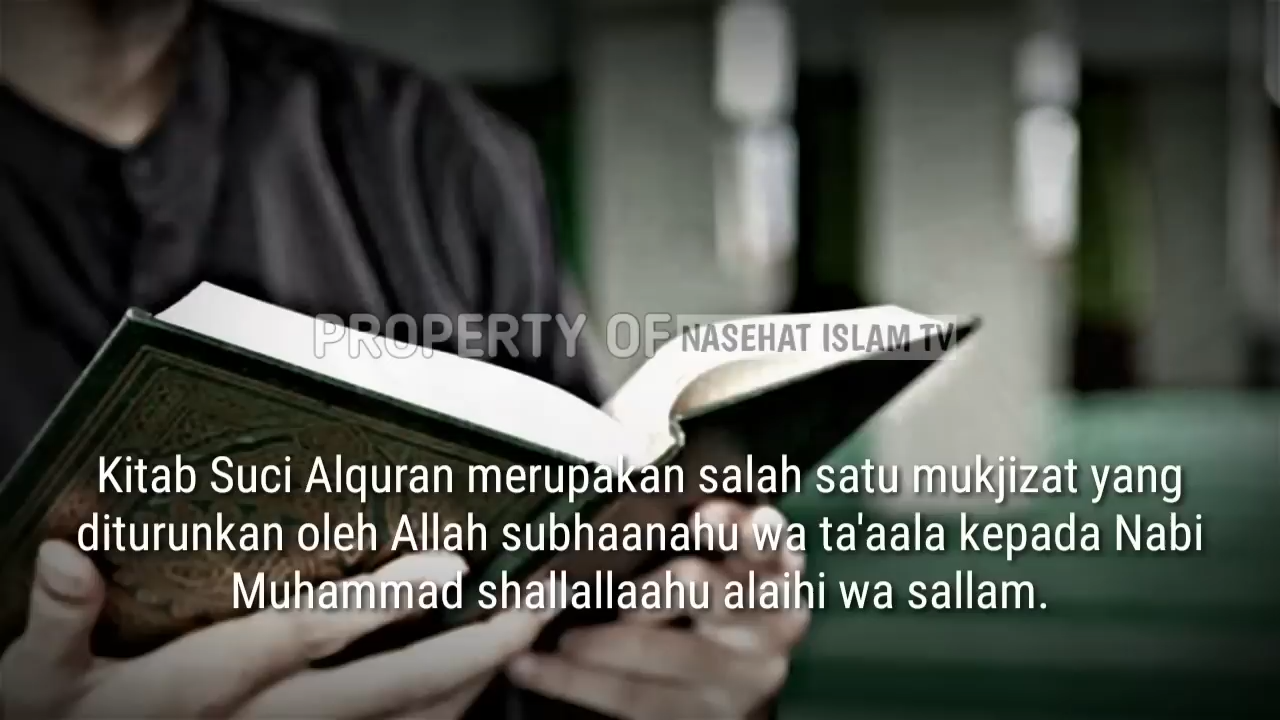 PROPERTY OF NASEHAT ISLAM TV
Kitab Suci Alquran merupakan salah satu mukjizat yang
diturunkan oleh Allah subhaanahu wa ta'aala kepada Nabi
Muhammad shallallaahu alaihi wa sallam.